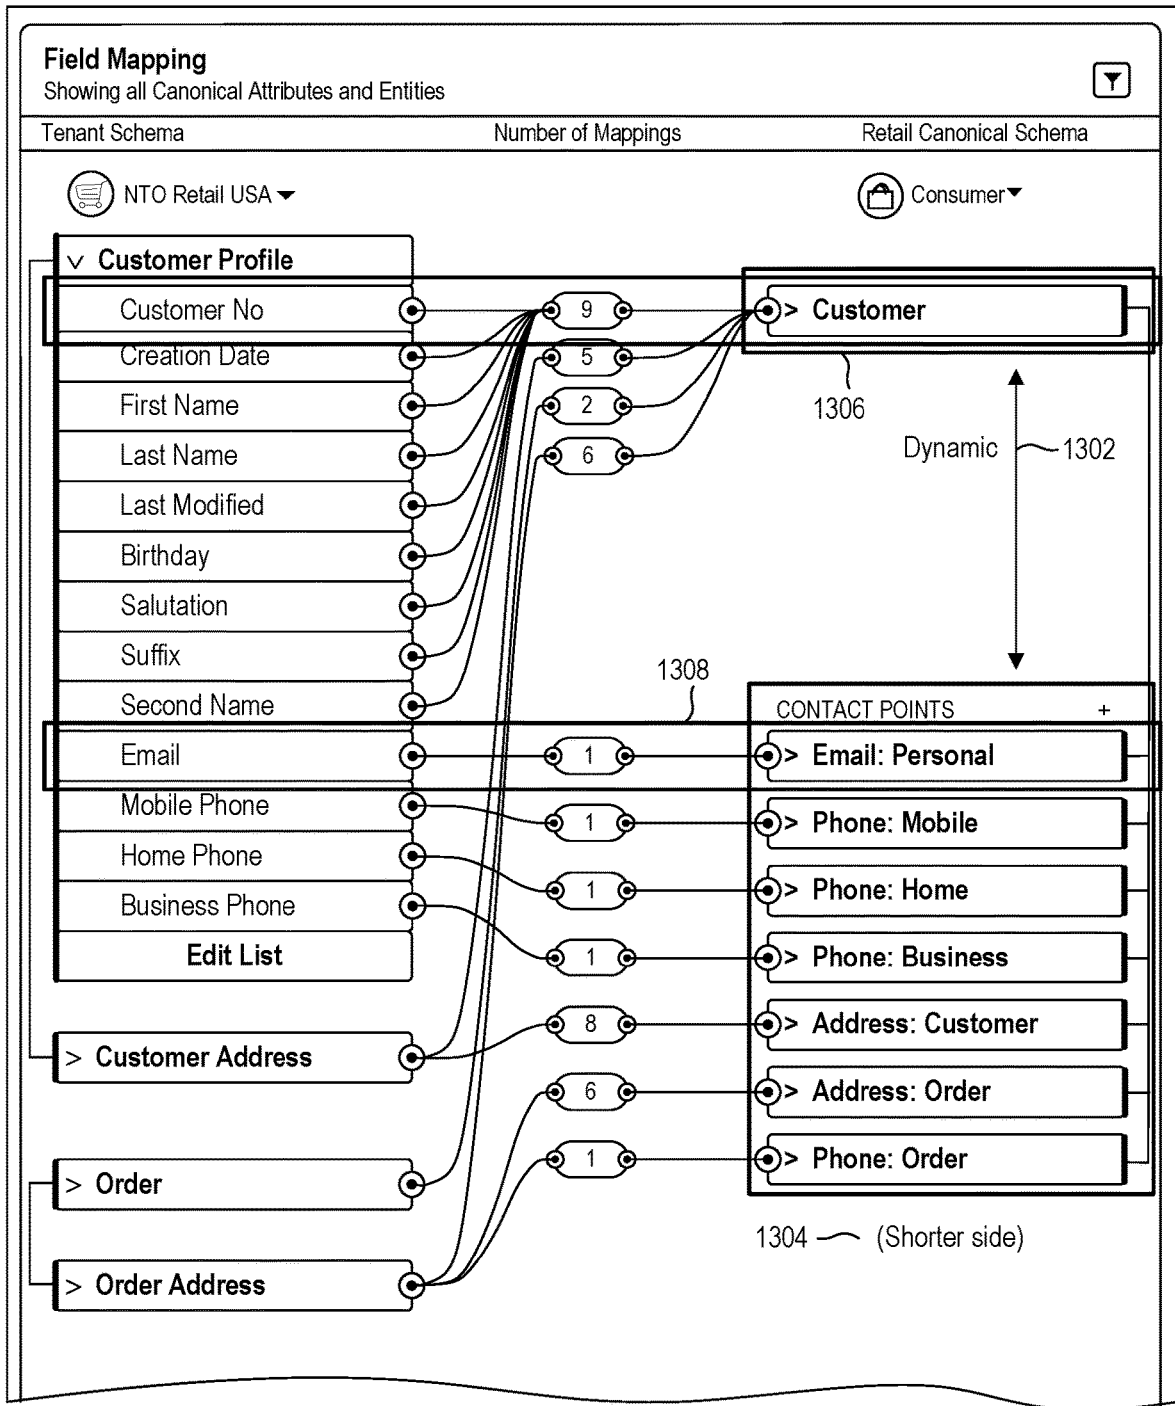 Field Mapping
Showing all Canonical Attributes and Entities
Tenant Schema Number of Mappings Retail Canonical Schema
NTO Retail USA Consumer
Customer Profile
Customer No 9 > Customer
Creation Date 5
First Name 2 1306
Last Name 6 Dynamic 1302
Last Modified
Birthday
Salutation
Suffix 1308
Second Name CONTACT POINTS +
Email 1 > Email: Personal
Mobile Phone 1 > Phone: Mobile
Home Phone 1 > Phone: Home
Business Phone 1 > Phone: Business
Edit List
> Customer Address 8 > Address: Customer
6 > Address: Order
> Order 1 > Phone: Order
1304 (Shorter side)
> Order Address